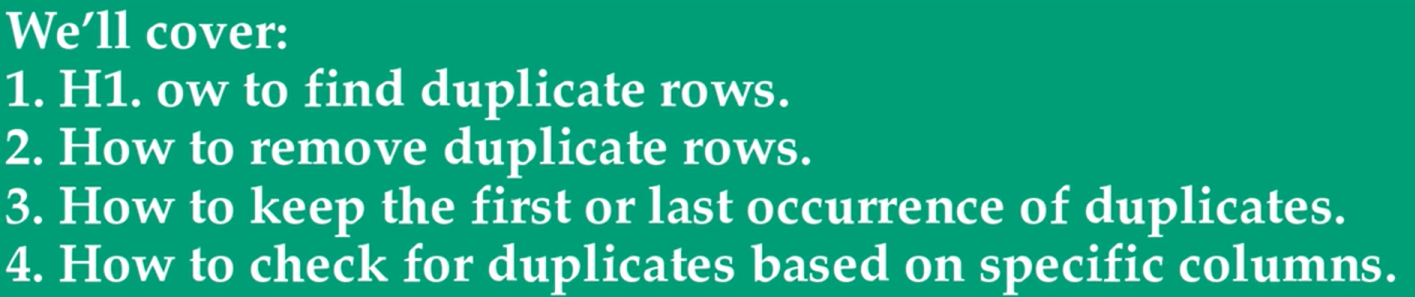 We’ll cover:
1. H1. ow to find duplicate rows.
2. How to remove duplicate rows.
3. How to keep the first or last occurrence of duplicates.
4. How to check for duplicates based on specific columns.